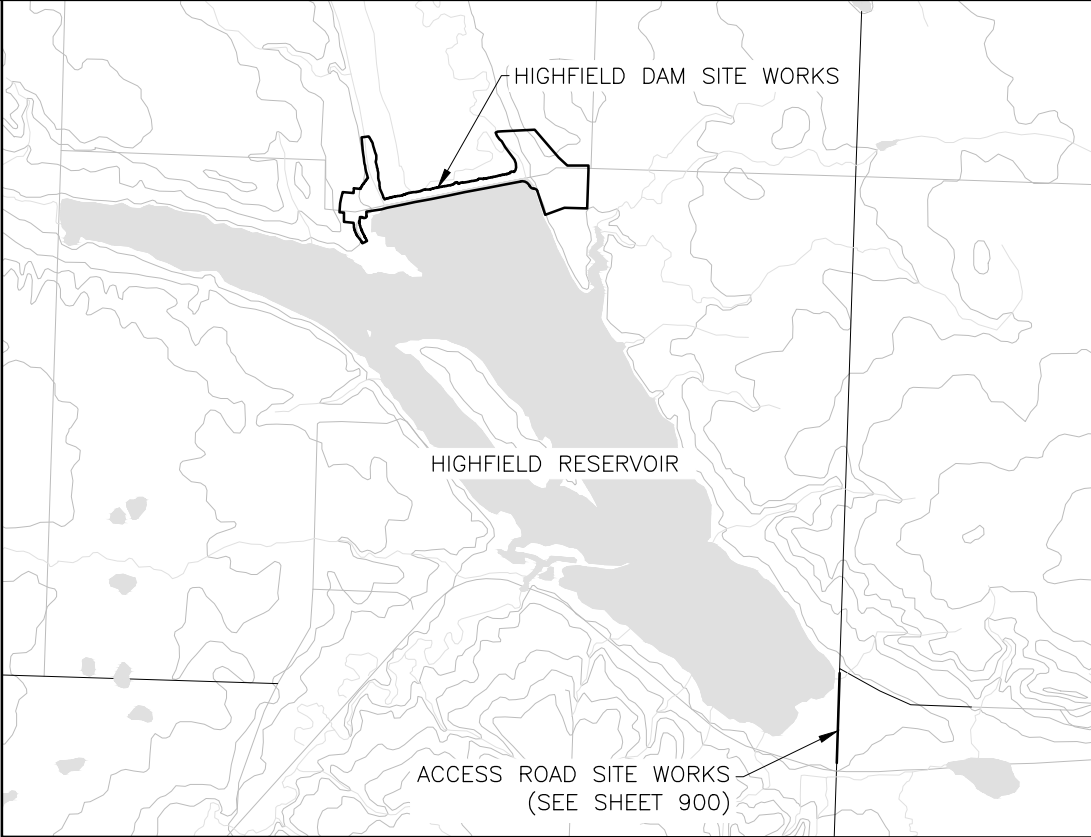 HIGHFIELD DAM SITE WORKS
HIGHFIELD RESERVOIR
ACCESS ROAD SITE WORKS
(SEE SHEET 900)